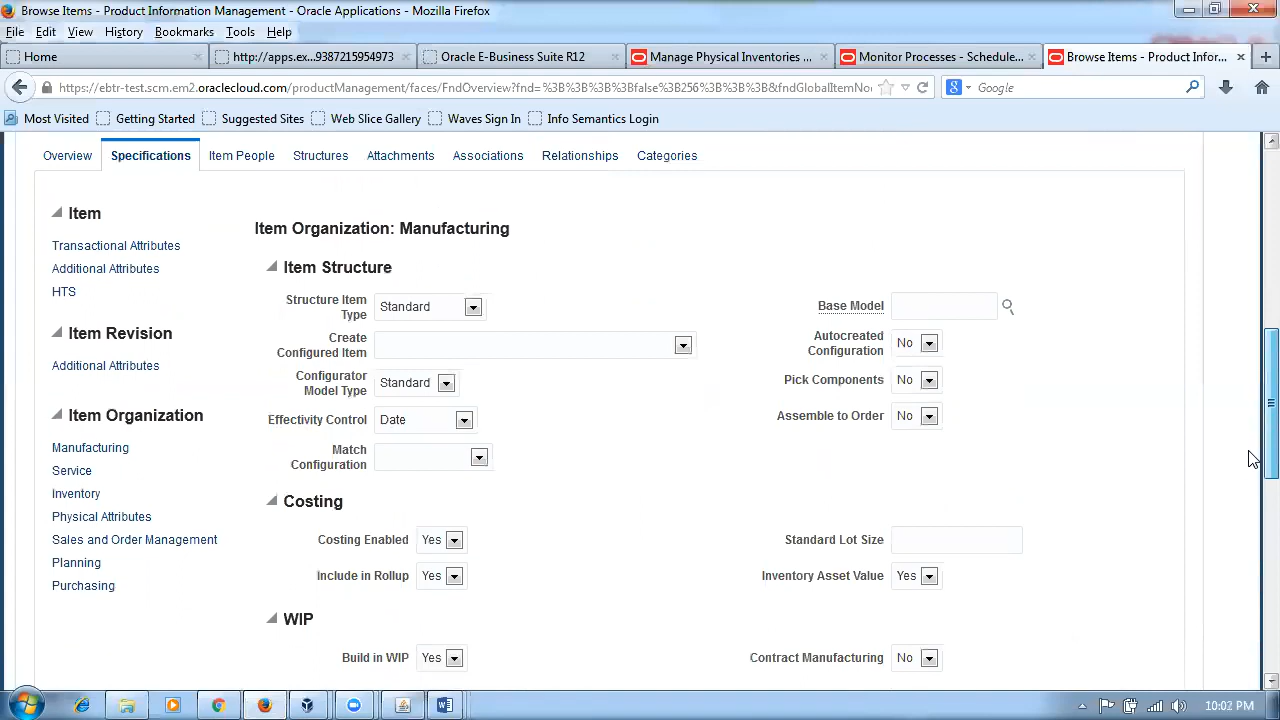 Browse Items - Product Information Management - Oracle Applications - Mozilla Firefox
File Edit View History Bookmarks Tools Help
Home http://apps.ex...9387215954973 Oracle E-Business Suite R12 Manage Physical Inventories ... Monitor Processes - Schedule... Browse Items - Product Infor...
https://ebtr-test.scm.em2.oraclecloud.com/productManagement/faces/FndOverview?fnd=%3B%3B%3B%3Bfalse%3B256%3B%3B%3B&fndGlobalItemNo Google
Most Visited Getting Started Suggested Sites Web Slice Gallery Waves Sign In Info Semantics Login
Overview Specifications Item People Structures Attachments Associations Relationships Categories
Item
Transactional Attributes
Additional Attributes
HTS
Item Revision
Additional Attributes
Item Organization
Manufacturing
Service
Inventory
Physical Attributes
Sales and Order Management
Planning
Purchasing
Item Organization: Manufacturing
Item Structure
Structure Item Type Standard
Create Configured Item
Configurator Model Type Standard
Effectivity Control Date
Match Configuration
Base Model
Autocreated Configuration No
Pick Components No
Assemble to Order No
Costing
Costing Enabled Yes
Standard Lot Size
Include in Rollup Yes
Inventory Asset Value Yes
WIP
Build in WIP Yes
Contract Manufacturing No
10:02 PM